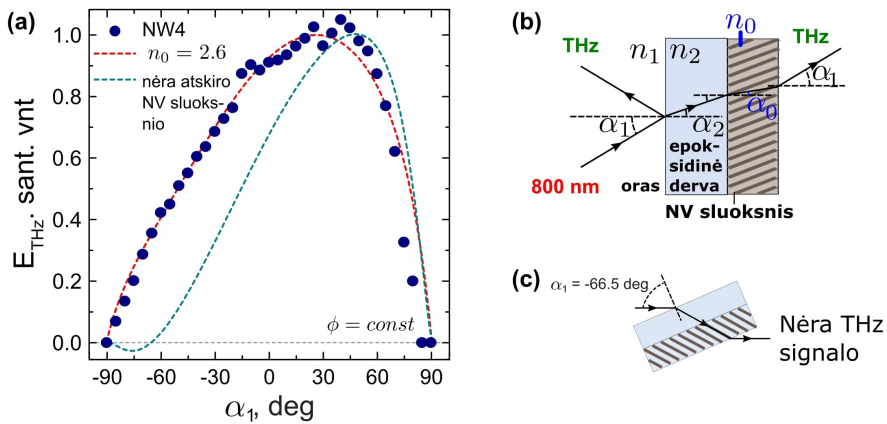 (a)
NW4
n₀ = 2.6
nėra atskiro
NV sluoks-
nio
E_THz. sant. vnt
1.0
0.8
0.6
0.4
0.2
0.0
ϕ = const
-90 -60 -30 0 30 60 90
α₁, deg
(b)
n₀
THz
THz
n₁ n₂
α₁
α₁
α₂
α₀
800 nm
oras
epok-
sidinė
derva
NV sluoksnis
(c)
α₁ = -66.5 deg
Nėra THz
signalo